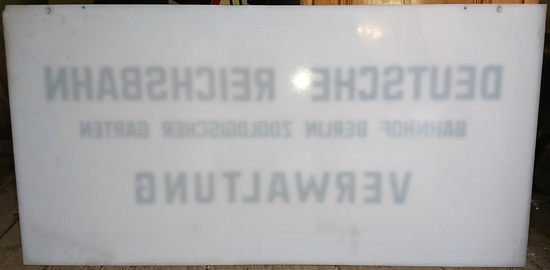 DEUTSCHE REICHSBAHN
BAHNHOF BERLIN ZOOLOGISCHER GARTEN
VERWALTUNG